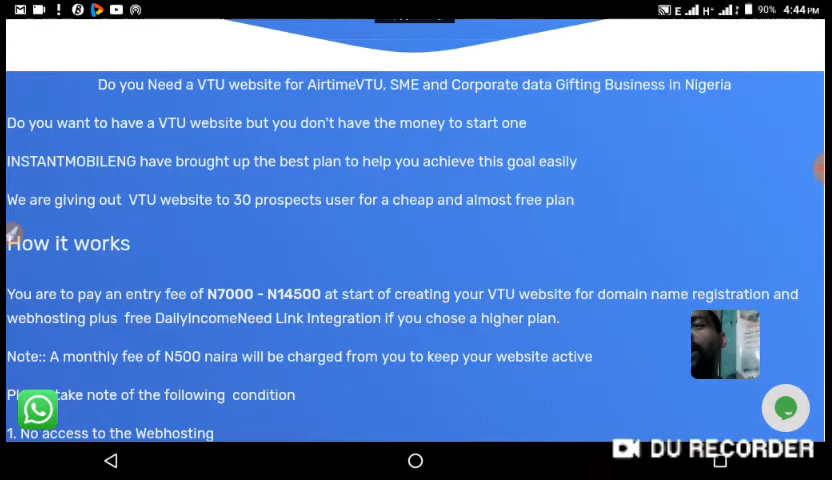 E
H+
90%
4:44PM
Do you Need a VTU website for AirtimeVTU, SME and Corporate data Gifting Business in Nigeria
Do you want to have a VTU website but you don't have the money to start one
INSTANTMOBILENG have brought up the best plan to help you achieve this goal easily
We are giving out VTU website to 30 prospects user for a cheap and almost free plan
How it works
You are to pay an entry fee of N7000 - N14500 at start of creating your VTU website for domain name registration and
webhosting plus free DailyIncomeNeed Link Integration if you chose a higher plan.
Note:: A monthly fee of N500 naira will be charged from you to keep your website active
take note of the following condition
1. No access to the Webhosting
DU RECORDER